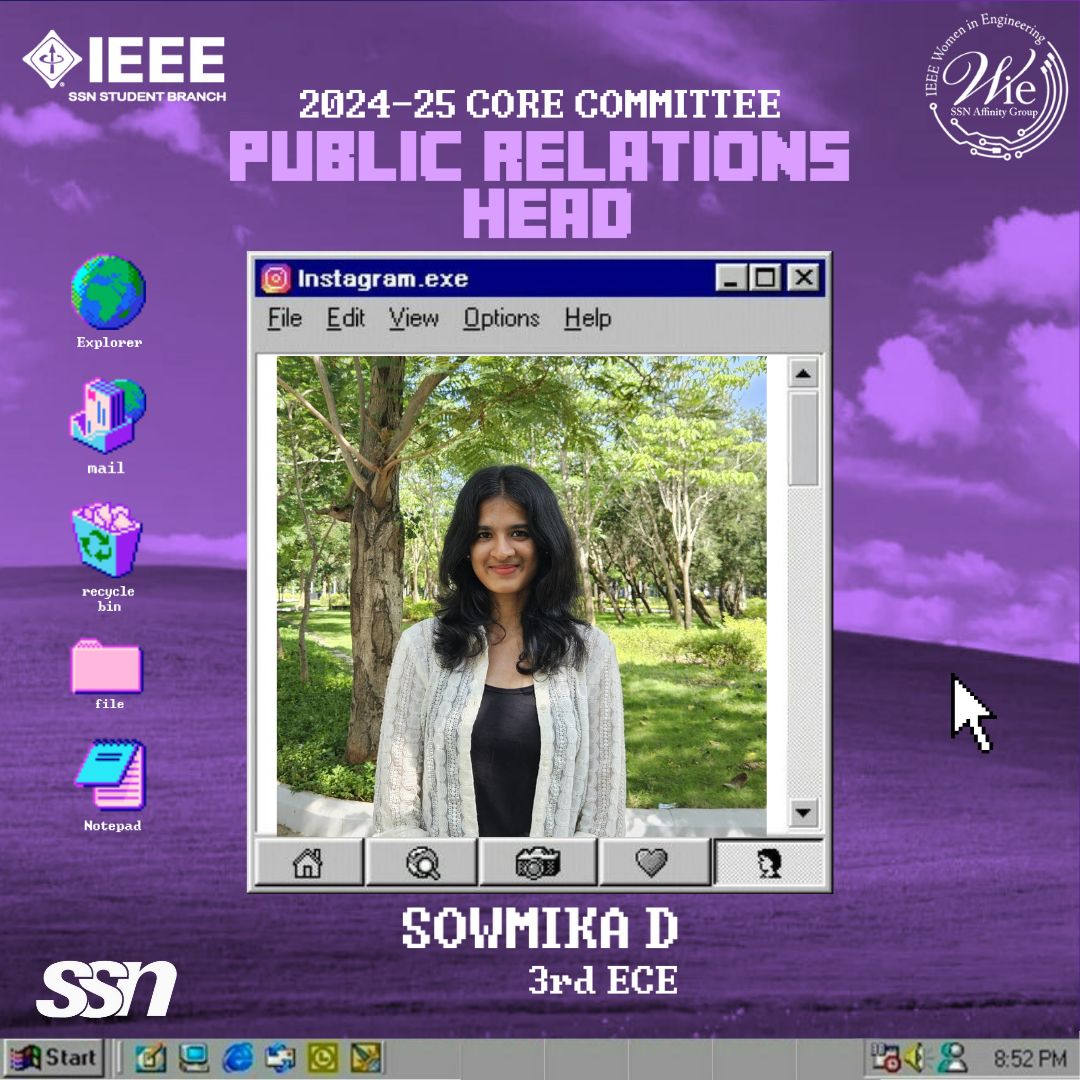 IEEE
SSN STUDENT BRANCH
IEEE Women in Engineering
WiE
SSN Affinity Group
2024-25 CORE COMMITTEE
PUBLIC RELATIONS
HEAD
Instagram.exe
File Edit View Options Help
Explorer
mail
recycle
bin
file
Notepad
SOWMIKA D
3rd ECE
ssn
Start
8:52 PM